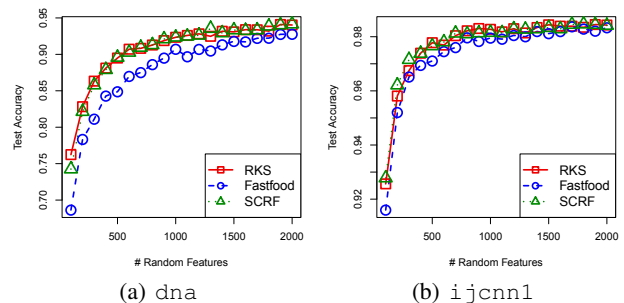 0.95
0.90
0.85
0.80
0.75
0.70
Test Accuracy
RKS
Fastfood
SCRF
500 1000 1500 2000
# Random Features
(a) dna
0.98
0.96
0.94
0.92
Test Accuracy
RKS
Fastfood
SCRF
500 1000 1500 2000
# Random Features
(b) ijcnn1